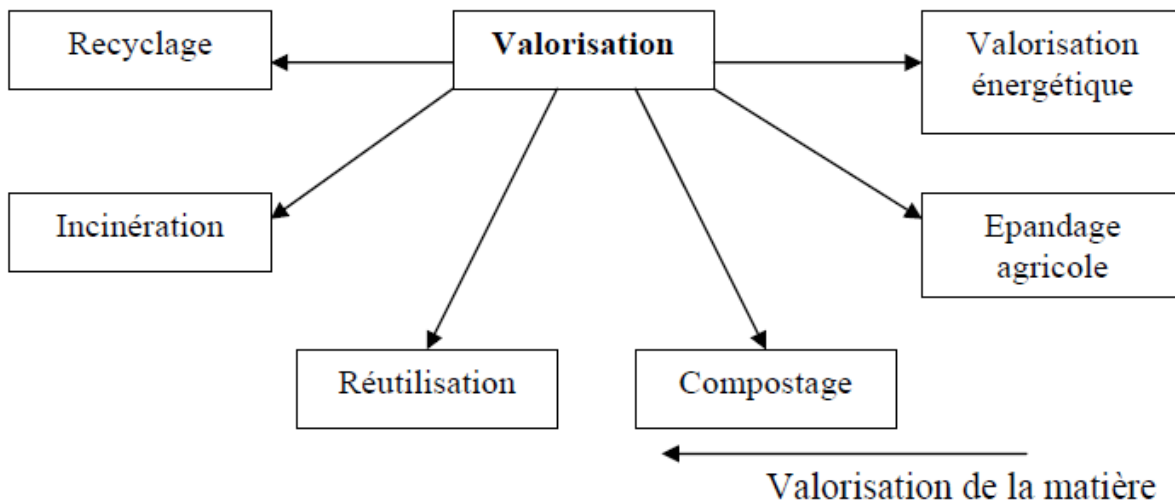 Recyclage
Valorisation
Valorisation
énergétique
Incinération
Epandage
agricole
Réutilisation
Compostage
Valorisation de la matière